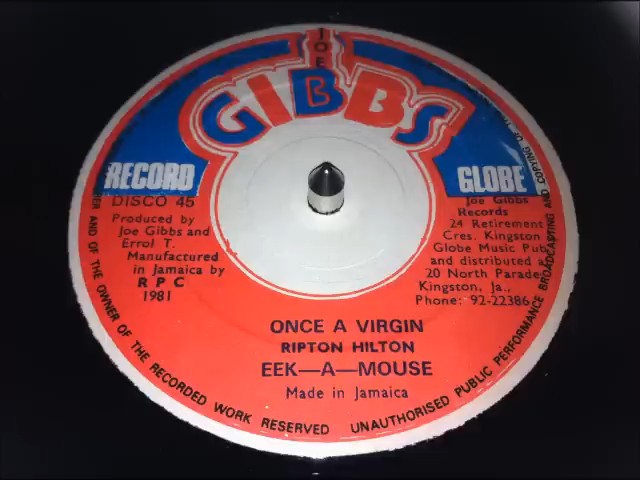 JOE
GIBBS
RECORD
GLOBE
DISCO 45
Produced by
Joe Gibbs and
Errol T.
Manufactured
in Jamaica by
R P C
1981
Joe Gibbs
Records
24 Retirement
Cres. Kingston
Globe Music Pub
and distributed
20 North Parade
Kingston, Ja.,
Phone: 92-22386
ONCE A VIRGIN
RIPTON HILTON
EEK—A—MOUSE
Made in Jamaica
AND OF THE OWNER OF THE RECORDED WORK RESERVED UNAUTHORISED PUBLIC PERFORMANCE BROADCASTING AND COPYING OF